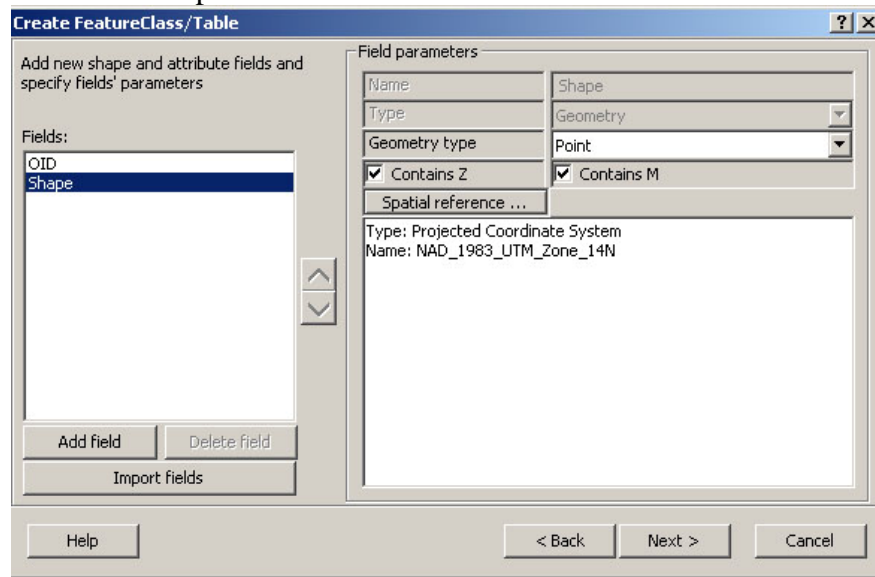 Create FeatureClass/Table
Add new shape and attribute fields and
specify fields' parameters
Fields:
OID
Shape
Add field
Delete field
Import fields
Field parameters
Name
Shape
Type
Geometry
Geometry type
Point
Contains Z
Contains M
Spatial reference ...
Type: Projected Coordinate System
Name: NAD_1983_UTM_Zone_14N
Help
< Back
Next >
Cancel